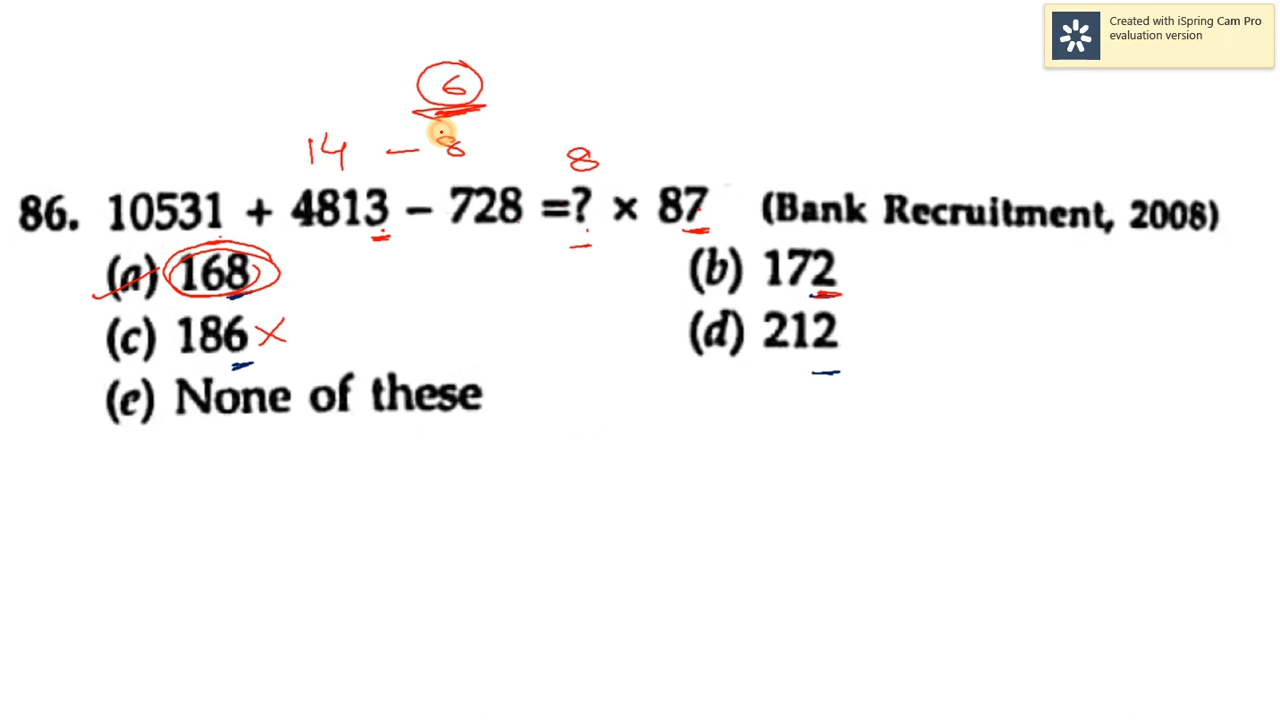 Created with iSpring Cam Pro
evaluation version
6
14 - 8
8
86. 10531 + 4813 – 728 =? × 87 (Bank Recruitment, 2008)
(a) 168 (b) 172
(c) 186 × (d) 212
(e) None of these